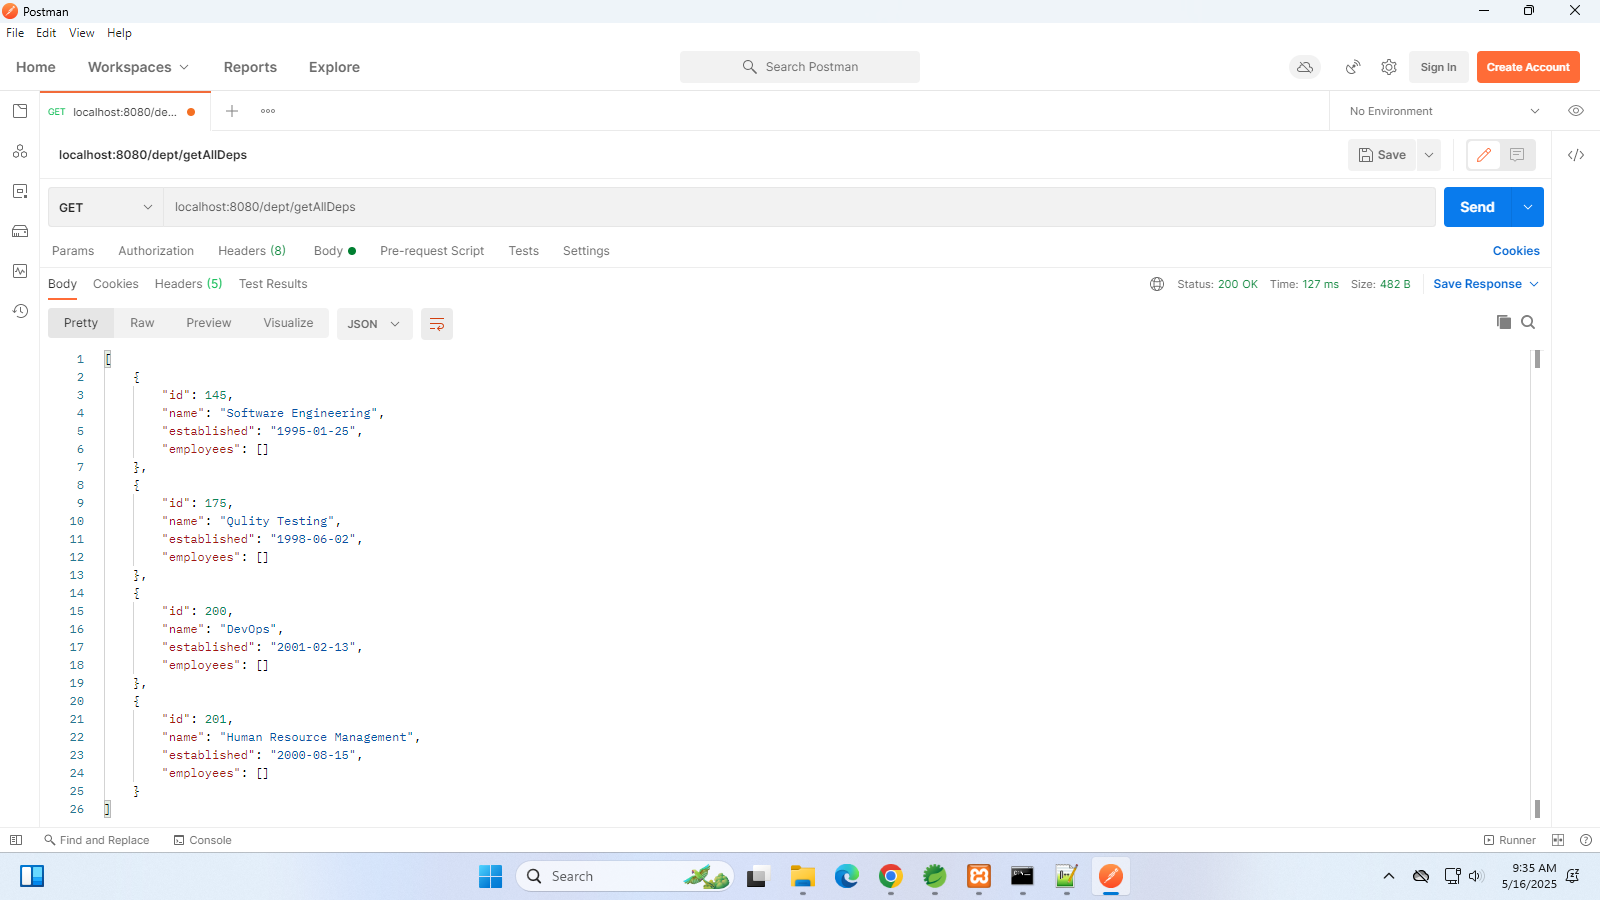 Postman
File Edit View Help
Home Workspaces Reports Explore Search Postman Sign In Create Account
GET localhost:8080/de... No Environment
localhost:8080/dept/getAllDeps Save
GET localhost:8080/dept/getAllDeps Send
Params Authorization Headers (8) Body Pre-request Script Tests Settings Cookies
Body Cookies Headers (5) Test Results Status: 200 OK Time: 127 ms Size: 482 B Save Response
Pretty Raw Preview Visualize JSON
1 [
2 {
3 "id": 145,
4 "name": "Software Engineering",
5 "established": "1995-01-25",
6 "employees": []
7 },
8 {
9 "id": 175,
10 "name": "Qulity Testing",
11 "established": "1998-06-02",
12 "employees": []
13 },
14 {
15 "id": 200,
16 "name": "DevOps",
17 "established": "2001-02-13",
18 "employees": []
19 },
20 {
21 "id": 201,
22 "name": "Human Resource Management",
23 "established": "2000-08-15",
24 "employees": []
25 }
26 ]
Find and Replace Console Runner
Search
9:35 AM
5/16/2025